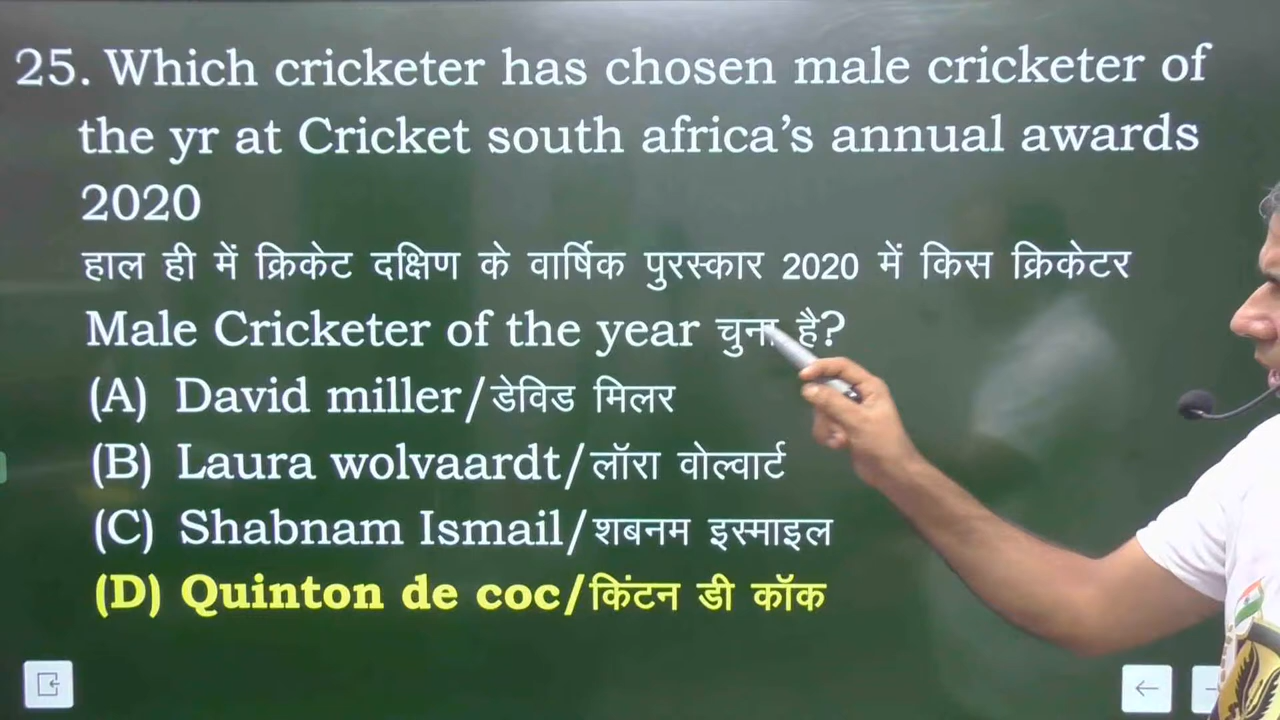 25. Which cricketer has chosen male cricketer of
the yr at Cricket south africa's annual awards
2020
हाल ही में क्रिकेट दक्षिण के वार्षिक पुरस्कार 2020 में किस क्रिकेटर
Male Cricketer of the year चुना है?
(A) David miller/डेविड मिलर
(B) Laura wolvaardt/लॉरा वोल्वार्ट
(C) Shabnam Ismail/शबनम इस्माइल
(D) Quinton de coc/किंटन डी कॉक